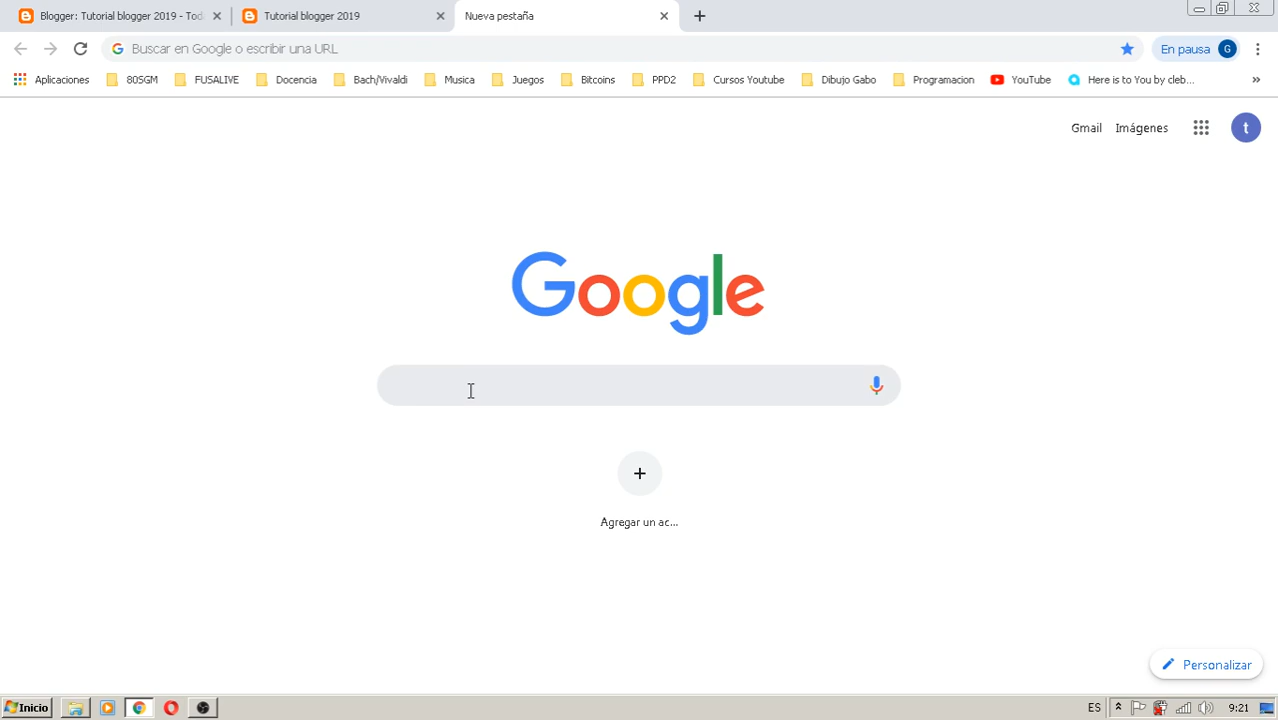 Blogger: Tutorial blogger 2019 - Tod
Tutorial blogger 2019
Nueva pestaña
Buscar en Google o escribir una URL
En pausa G
Aplicaciones
80SGM
FUSALIVE
Docencia
Bach/Vivaldi
Musica
Juegos
Bitcoins
PPD2
Cursos Youtube
Dibujo Gabo
Programacion
YouTube
Here is to You by cleb...
»
Gmail
Imágenes
t
Google
Agregar un ac...
Personalizar
Inicio
ES
9:21